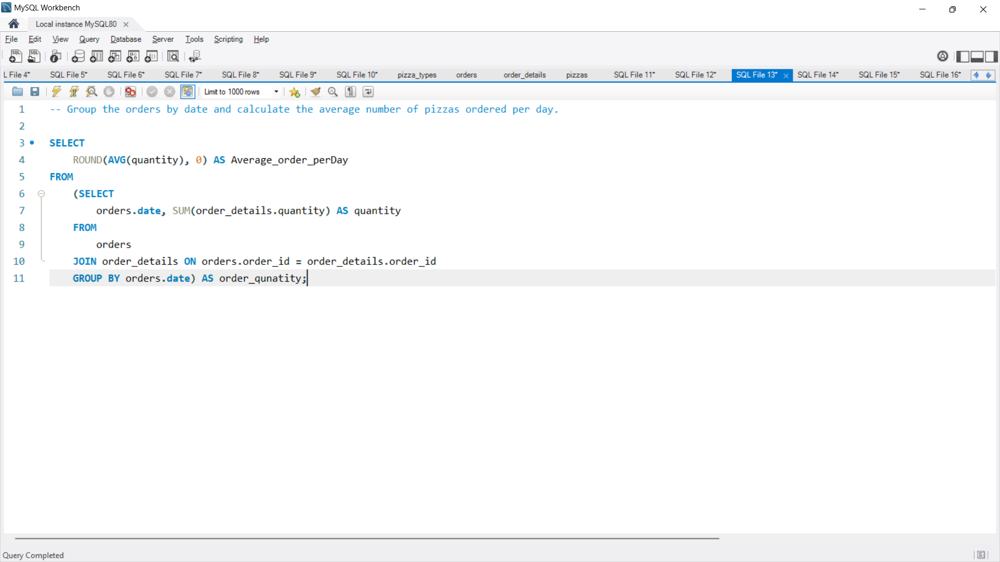 MySQL Workbench
Local instance MySQL80
File Edit View Query Database Server Tools Scripting Help
L File 4* SQL File 5* SQL File 6* SQL File 7* SQL File 8* SQL File 9* SQL File 10* pizza_types orders order_details pizzas SQL File 11* SQL File 12* SQL File 13* SQL File 14* SQL File 15* SQL File 16*
Limit to 1000 rows
1 -- Group the orders by date and calculate the average number of pizzas ordered per day.
2
3 SELECT
4 ROUND(AVG(quantity), 0) AS Average_order_perDay
5 FROM
6 (SELECT
7 orders.date, SUM(order_details.quantity) AS quantity
8 FROM
9 orders
10 JOIN order_details ON orders.order_id = order_details.order_id
11 GROUP BY orders.date) AS order_qunatity;
Query Completed